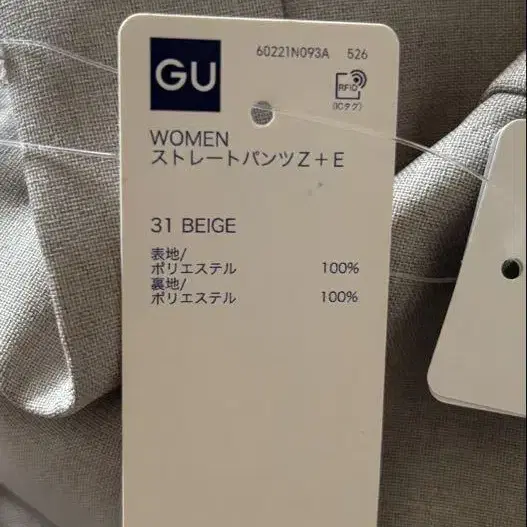 GU
60221N093A 526
RFID
(ICタグ)
WOMEN
ストレートパンツZ+E
31 BEIGE
表地/
ポリエステル 100%
裏地/
ポリエステル 100%